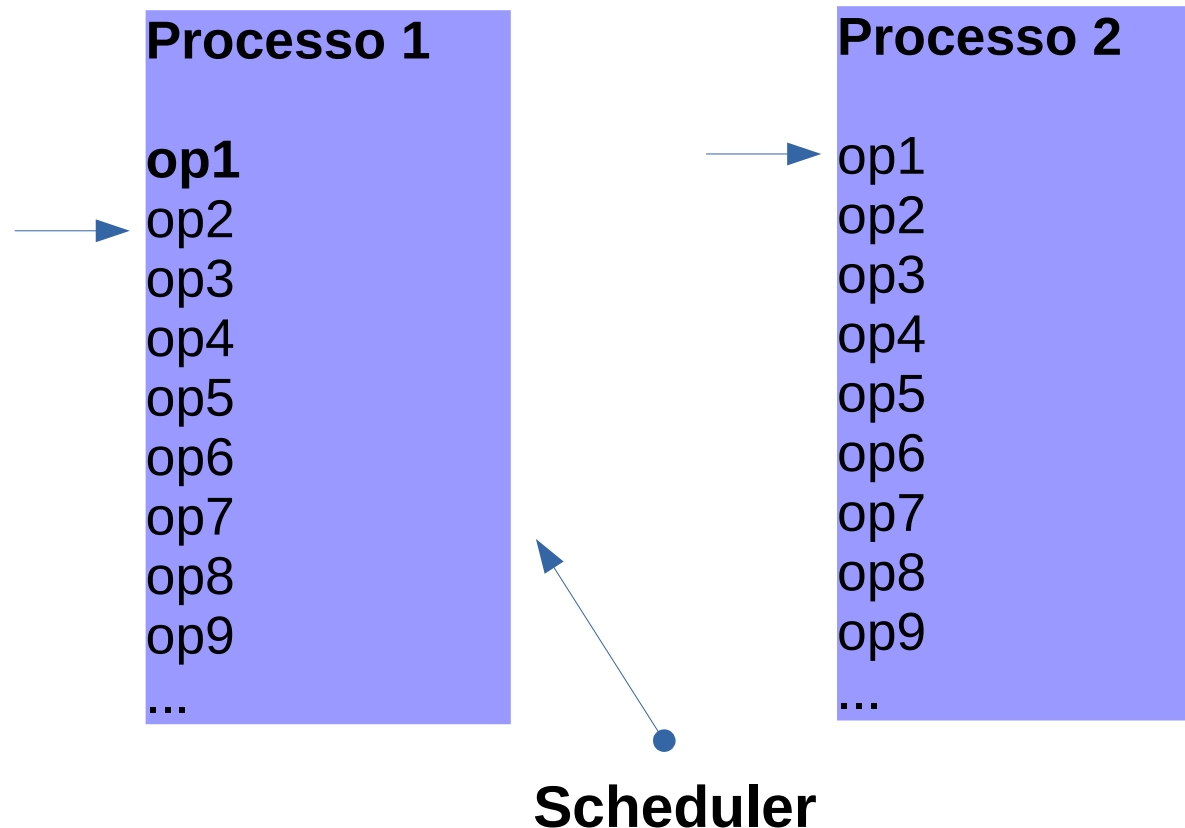 Processo 1
op1
op2
op3
op4
op5
op6
op7
op8
op9
...
Processo 2
op1
op2
op3
op4
op5
op6
op7
op8
op9
...
Scheduler